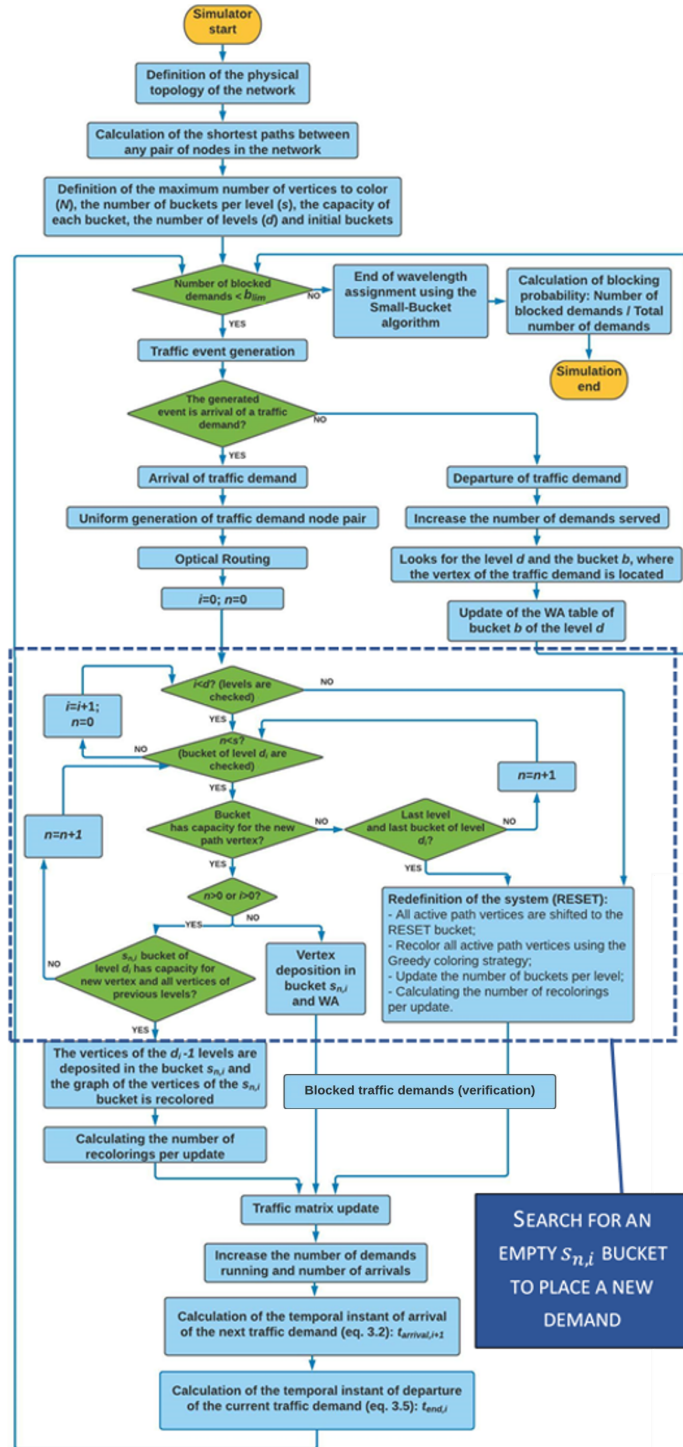 Simulator
start
Definition of the physical
topology of the network
Calculation of the shortest paths between
any pair of nodes in the network
Definition of the maximum number of vertices to color
(N), the number of buckets per level (s), the capacity
of each bucket, the number of levels (d) and initial buckets
Number of blocked
demands < b_lim
NO
End of wavelength
assignment using the
Small-Bucket
algorithm
Calculation of blocking
probability: Number of
blocked demands / Total
number of demands
YES
Traffic event generation
Simulation
end
The generated
event is arrival of a traffic
demand?
NO
YES
Arrival of traffic demand
Departure of traffic demand
Uniform generation of traffic demand node pair
Increase the number of demands served
Optical Routing
Looks for the level d and the bucket b, where
the vertex of the traffic demand is located
i=0; n=0
Update of the WA table of
bucket b of the level d
i<d? (levels are
checked)
NO
i=i+1;
n=0
YES
n<s?
(bucket of level d_i are
checked)
NO
YES
n=n+1
n=n+1
Bucket
has capacity for the new
path vertex?
NO
Last level
and last bucket of level
d_i?
NO
YES
YES
n>0 or i>0?
YES
NO
Redefinition of the system (RESET):
- All active path vertices are shifted to the
RESET bucket;
- Recolor all active path vertices using the
Greedy coloring strategy;
- Update the number of buckets per level;
- Calculating the number of recolorings
per update.
NO
s_n,i bucket of
level d_i has capacity for
new vertex and all vertices of
previous levels?
Vertex
deposition in
bucket s_n,i
and WA
YES
The vertices of the d_i -1 levels are
deposited in the bucket s_n,i and
the graph of the vertices of the s_n,i
bucket is recolored
Blocked traffic demands (verification)
Calculating the number of
recolorings per update
Traffic matrix update
SEARCH FOR AN
EMPTY s_n,i BUCKET
TO PLACE A NEW
DEMAND
Increase the number of demands
running and number of arrivals
Calculation of the temporal instant of arrival
of the next traffic demand (eq. 3.2): t_arrival,i+1
Calculation of the temporal instant of departure
of the current traffic demand (eq. 3.5): t_end,i